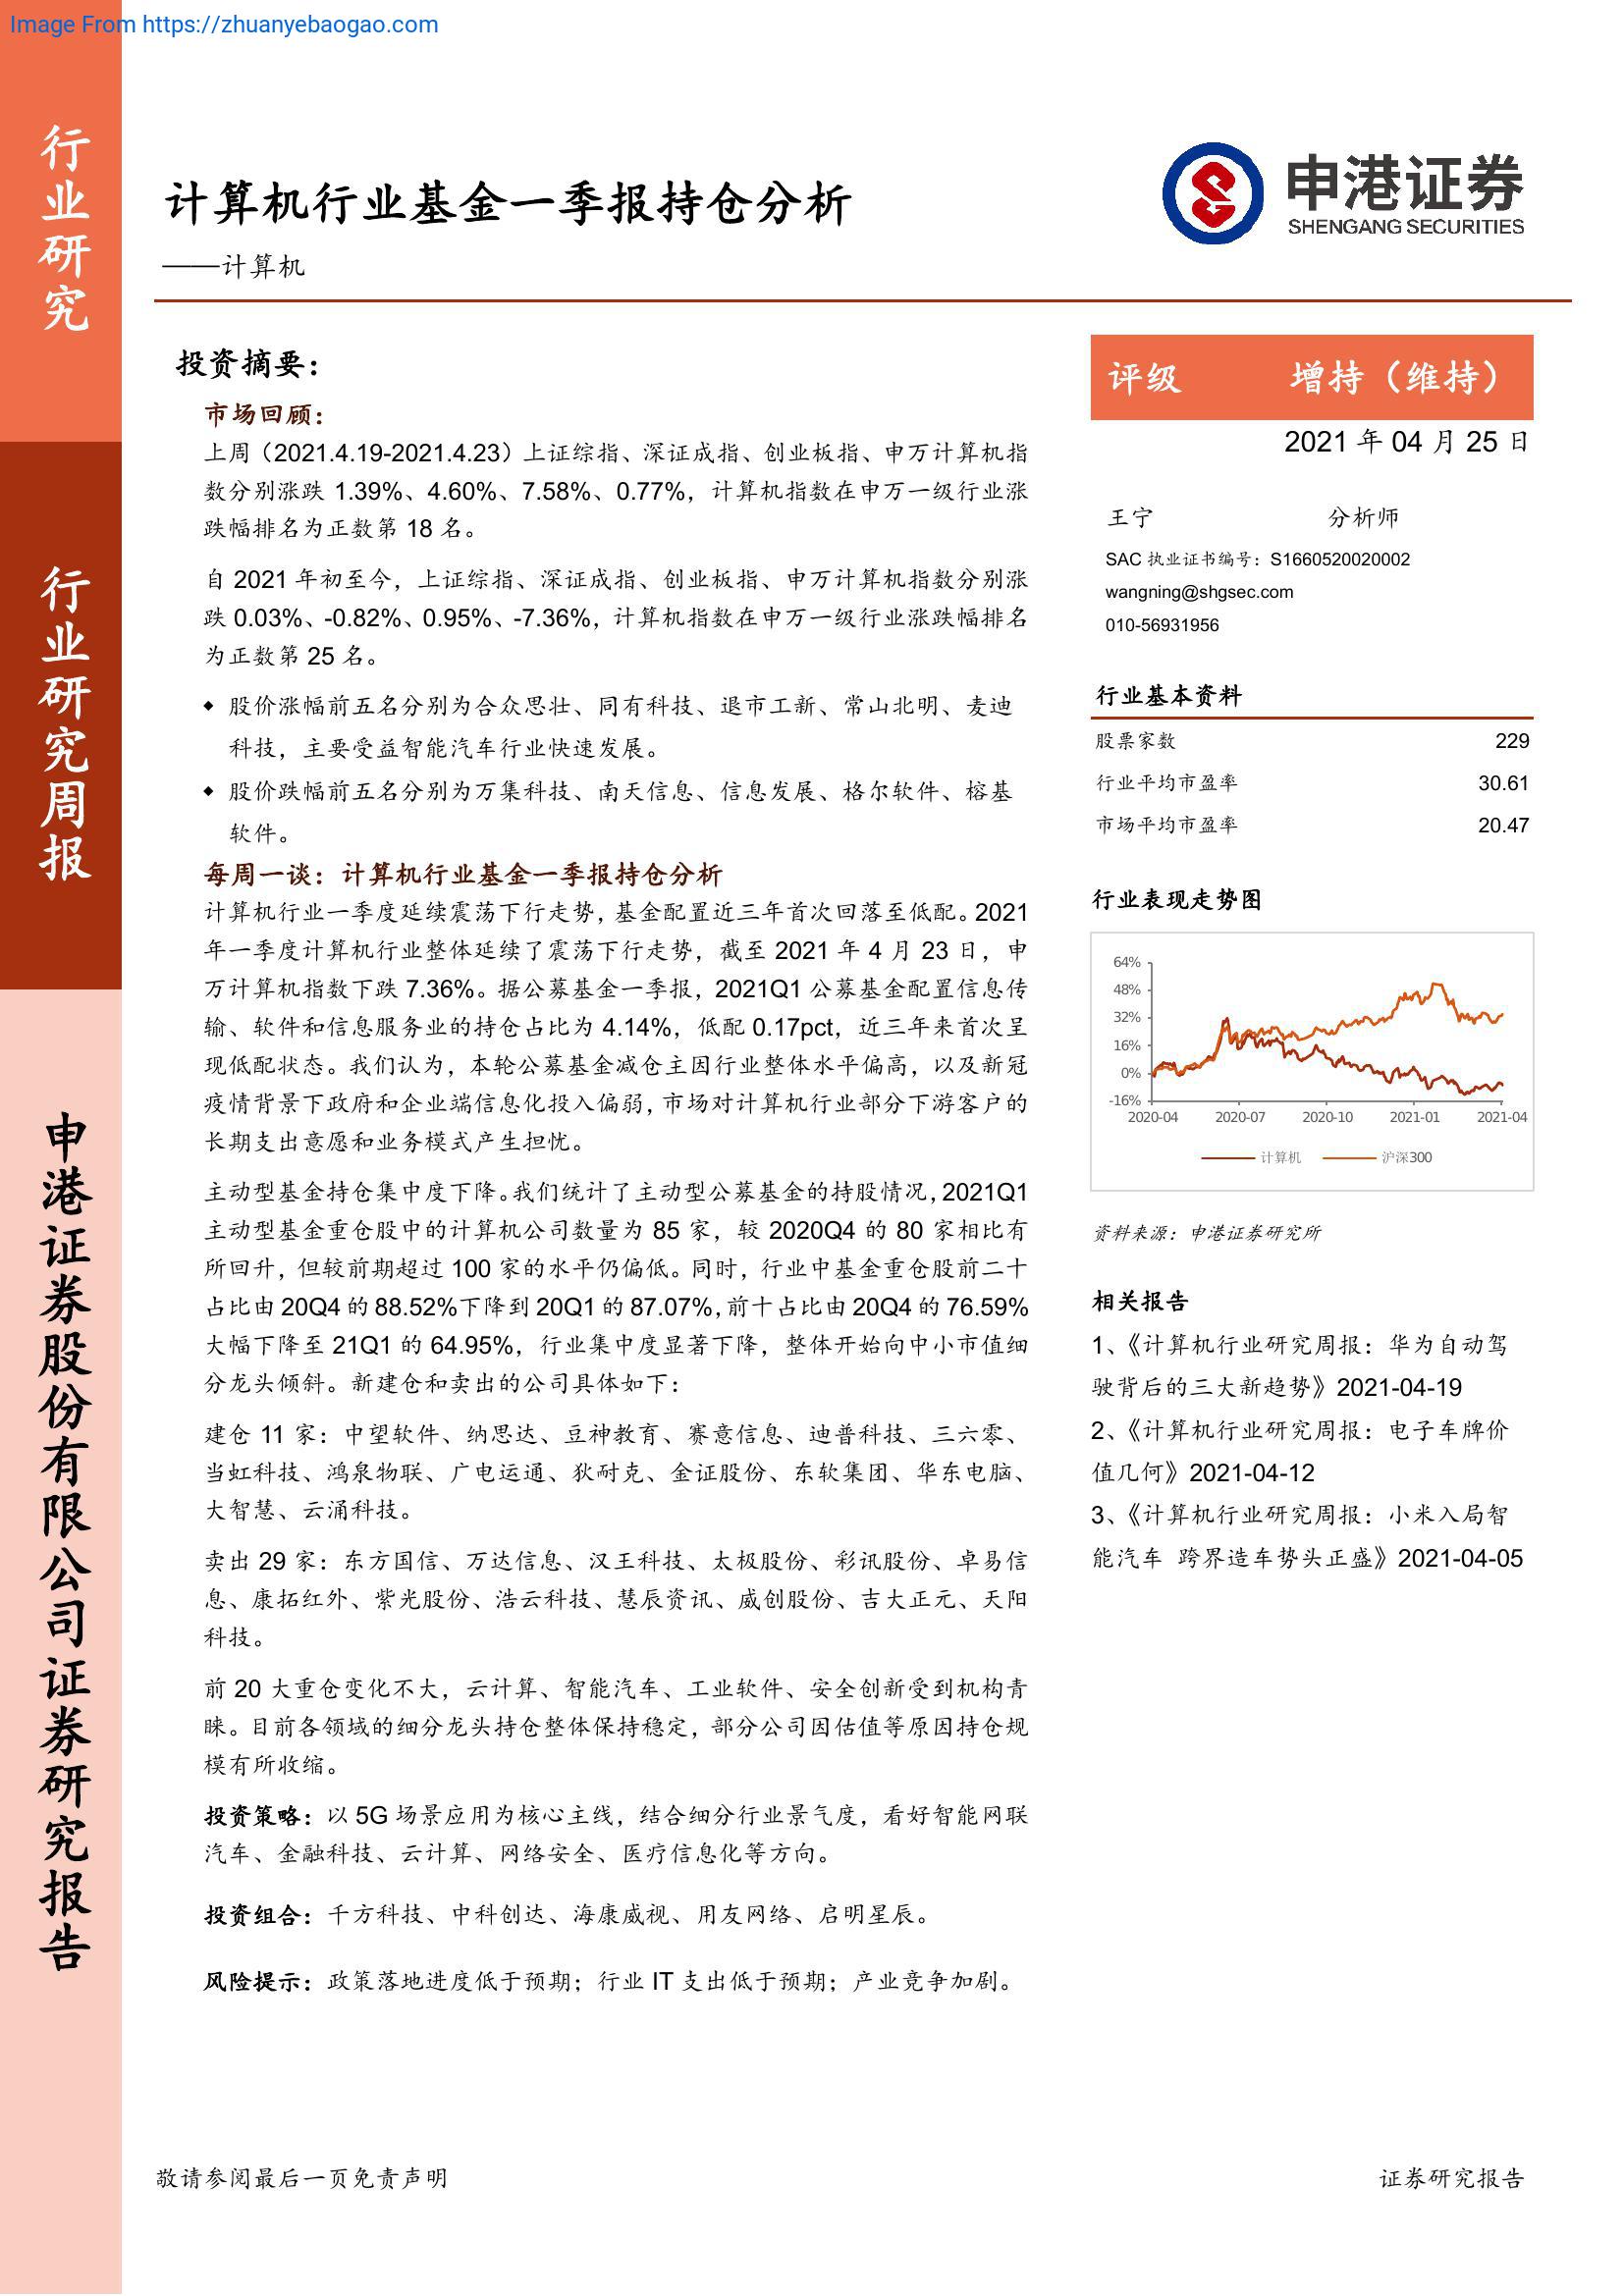 Image From https://zhuanyebaogao.com
行业研究
行业研究周报
申港证券股份有限公司证券研究报告
计算机行业基金一季报持仓分析
——计算机
申港证券
SHENGANG SECURITIES
投资摘要：
市场回顾：
上周（2021.4.19-2021.4.23）上证综指、深证成指、创业板指、申万计算机指
数分别涨跌 1.39%、4.60%、7.58%、0.77%，计算机指数在申万一级行业涨
跌幅排名为正数第 18 名。
自 2021 年初至今，上证综指、深证成指、创业板指、申万计算机指数分别涨
跌 0.03%、-0.82%、0.95%、-7.36%，计算机指数在申万一级行业涨跌幅排名
为正数第 25 名。
◆ 股价涨幅前五名分别为合众思壮、同有科技、退市工新、常山北明、麦迪
科技，主要受益智能汽车行业快速发展。
◆ 股价跌幅前五名分别为万集科技、南天信息、信息发展、格尔软件、榕基
软件。
每周一谈：计算机行业基金一季报持仓分析
计算机行业一季度延续震荡下行走势，基金配置近三年首次回落至低配。2021
年一季度计算机行业整体延续了震荡下行走势，截至 2021 年 4 月 23 日，申
万计算机指数下跌 7.36%。据公募基金一季报，2021Q1 公募基金配置信息传
输、软件和信息服务业的持仓占比为 4.14%，低配 0.17pct，近三年来首次呈
现低配状态。我们认为，本轮公募基金减仓主因行业整体水平偏高，以及新冠
疫情背景下政府和企业端信息化投入偏弱，市场对计算机行业部分下游客户的
长期支出意愿和业务模式产生担忧。
主动型基金持仓集中度下降。我们统计了主动型公募基金的持股情况，2021Q1
主动型基金重仓股中的计算机公司数量为 85 家，较 2020Q4 的 80 家相比有
所回升，但较前期超过 100 家的水平仍偏低。同时，行业中基金重仓股前二十
占比由 20Q4 的 88.52%下降到 20Q1 的 87.07%，前十占比由 20Q4 的 76.59%
大幅下降至 21Q1 的 64.95%，行业集中度显著下降，整体开始向中小市值细
分龙头倾斜。新建仓和卖出的公司具体如下：
建仓 11 家：中望软件、纳思达、豆神教育、赛意信息、迪普科技、三六零、
当虹科技、鸿泉物联、广电运通、狄耐克、金证股份、东软集团、华东电脑、
大智慧、云涌科技。
卖出 29 家：东方国信、万达信息、汉王科技、太极股份、彩讯股份、卓易信
息、康拓红外、紫光股份、浩云科技、慧辰资讯、威创股份、吉大正元、天阳
科技。
前 20 大重仓变化不大，云计算、智能汽车、工业软件、安全创新受到机构青
睐。目前各领域的细分龙头持仓整体保持稳定，部分公司因估值等原因持仓规
模有所收缩。
投资策略：以 5G 场景应用为核心主线，结合细分行业景气度，看好智能网联
汽车、金融科技、云计算、网络安全、医疗信息化等方向。
投资组合：千方科技、中科创达、海康威视、用友网络、启明星辰。
风险提示：政策落地进度低于预期；行业 IT 支出低于预期；产业竞争加剧。
评级 增持（维持）
2021 年 04 月 25 日
王宁 分析师
SAC 执业证书编号：S1660520020002
wangning@shgsec.com
010-56931956
行业基本资料
股票家数 229
行业平均市盈率 30.61
市场平均市盈率 20.47
行业表现走势图
64%
48%
32%
16%
0%
-16%
2020-04 2020-07 2020-10 2021-01 2021-04
计算机 沪深300
资料来源：申港证券研究所
相关报告
1、《计算机行业研究周报：华为自动驾
驶背后的三大新趋势》2021-04-19
2、《计算机行业研究周报：电子车牌价
值几何》2021-04-12
3、《计算机行业研究周报：小米入局智
能汽车 跨界造车势头正盛》2021-04-05
敬请参阅最后一页免责声明 证券研究报告